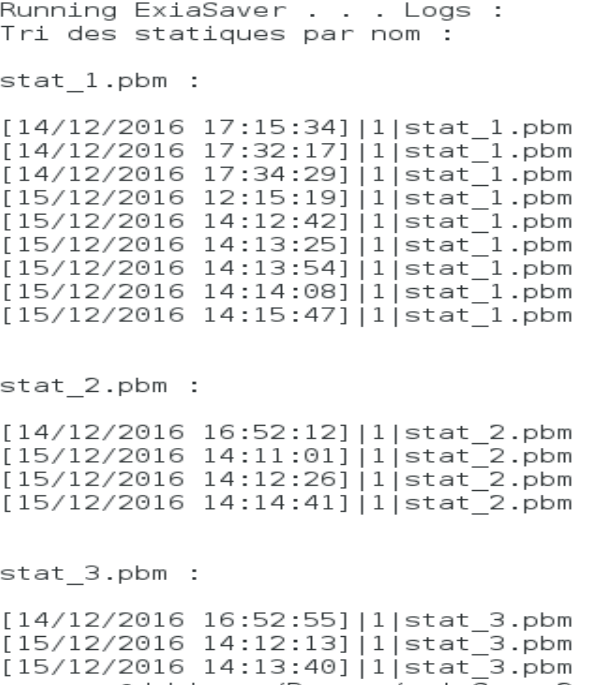 Running ExiaSaver . . . Logs :
Tri des statiques par nom :
stat_1.pbm :
[14/12/2016 17:15:34]|1|stat_1.pbm
[14/12/2016 17:32:17]|1|stat_1.pbm
[14/12/2016 17:34:29]|1|stat_1.pbm
[15/12/2016 12:15:19]|1|stat_1.pbm
[15/12/2016 14:12:42]|1|stat_1.pbm
[15/12/2016 14:13:25]|1|stat_1.pbm
[15/12/2016 14:13:54]|1|stat_1.pbm
[15/12/2016 14:14:08]|1|stat_1.pbm
[15/12/2016 14:15:47]|1|stat_1.pbm
stat_2.pbm :
[14/12/2016 16:52:12]|1|stat_2.pbm
[15/12/2016 14:11:01]|1|stat_2.pbm
[15/12/2016 14:12:26]|1|stat_2.pbm
[15/12/2016 14:14:41]|1|stat_2.pbm
stat_3.pbm :
[14/12/2016 16:52:55]|1|stat_3.pbm
[15/12/2016 14:12:13]|1|stat_3.pbm
[15/12/2016 14:13:40]|1|stat_3.pbm